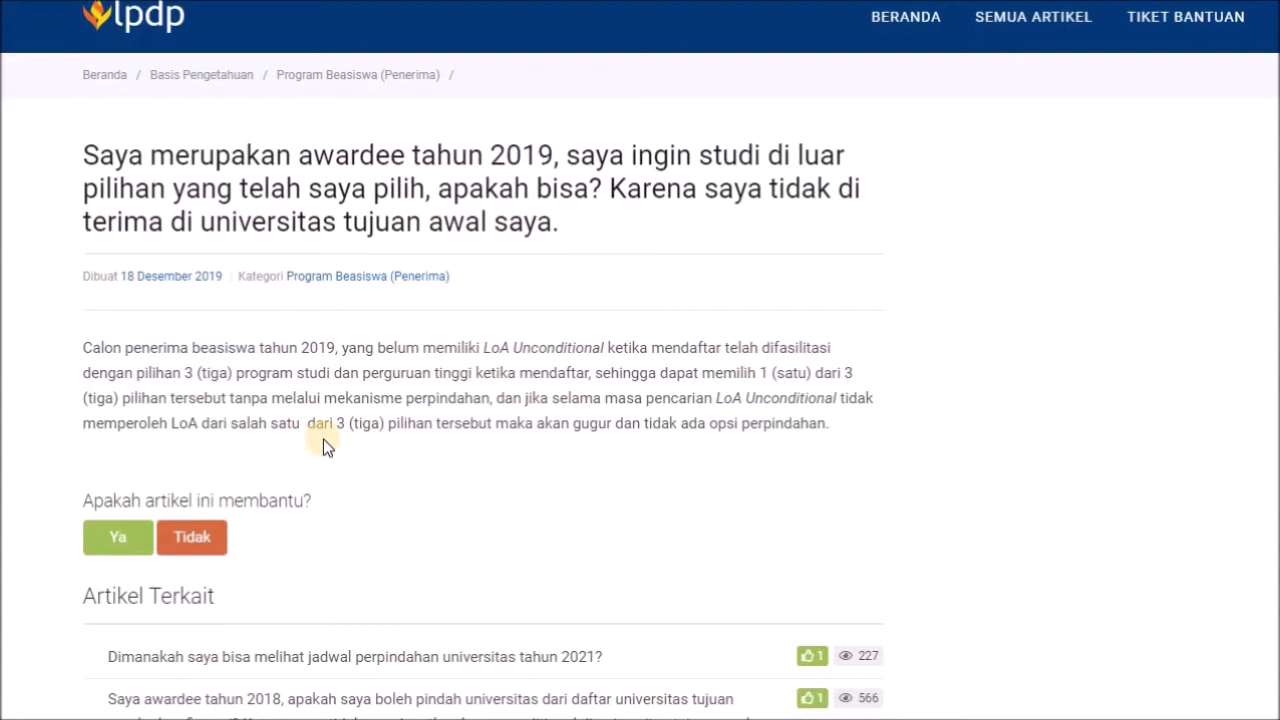 lpdp
BERANDA SEMUA ARTIKEL TIKET BANTUAN
Beranda / Basis Pengetahuan / Program Beasiswa (Penerima) /
Saya merupakan awardee tahun 2019, saya ingin studi di luar
pilihan yang telah saya pilih, apakah bisa? Karena saya tidak di
terima di universitas tujuan awal saya.
Dibuat 18 Desember 2019 Kategori Program Beasiswa (Penerima)
Calon penerima beasiswa tahun 2019, yang belum memiliki LoA Unconditional ketika mendaftar telah difasilitasi
dengan pilihan 3 (tiga) program studi dan perguruan tinggi ketika mendaftar, sehingga dapat memilih 1 (satu) dari 3
(tiga) pilihan tersebut tanpa melalui mekanisme perpindahan, dan jika selama masa pencarian LoA Unconditional tidak
memperoleh LoA dari salah satu dari 3 (tiga) pilihan tersebut maka akan gugur dan tidak ada opsi perpindahan.
Apakah artikel ini membantu?
Ya Tidak
Artikel Terkait
Dimanakah saya bisa melihat jadwal perpindahan universitas tahun 2021? 1 227
Saya awardee tahun 2018, apakah saya boleh pindah universitas dari daftar universitas tujuan 1 566